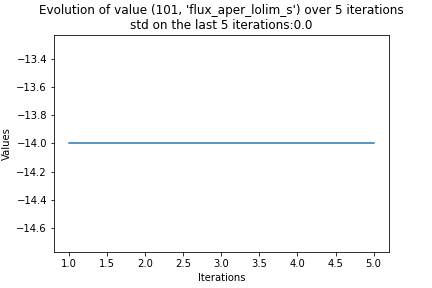 Evolution of value (101, 'flux_aper_lolim_s') over 5 iterations
std on the last 5 iterations:0.0
Values
−13.4
−13.6
−13.8
−14.0
−14.2
−14.4
−14.6
1.0 1.5 2.0 2.5 3.0 3.5 4.0 4.5 5.0
Iterations